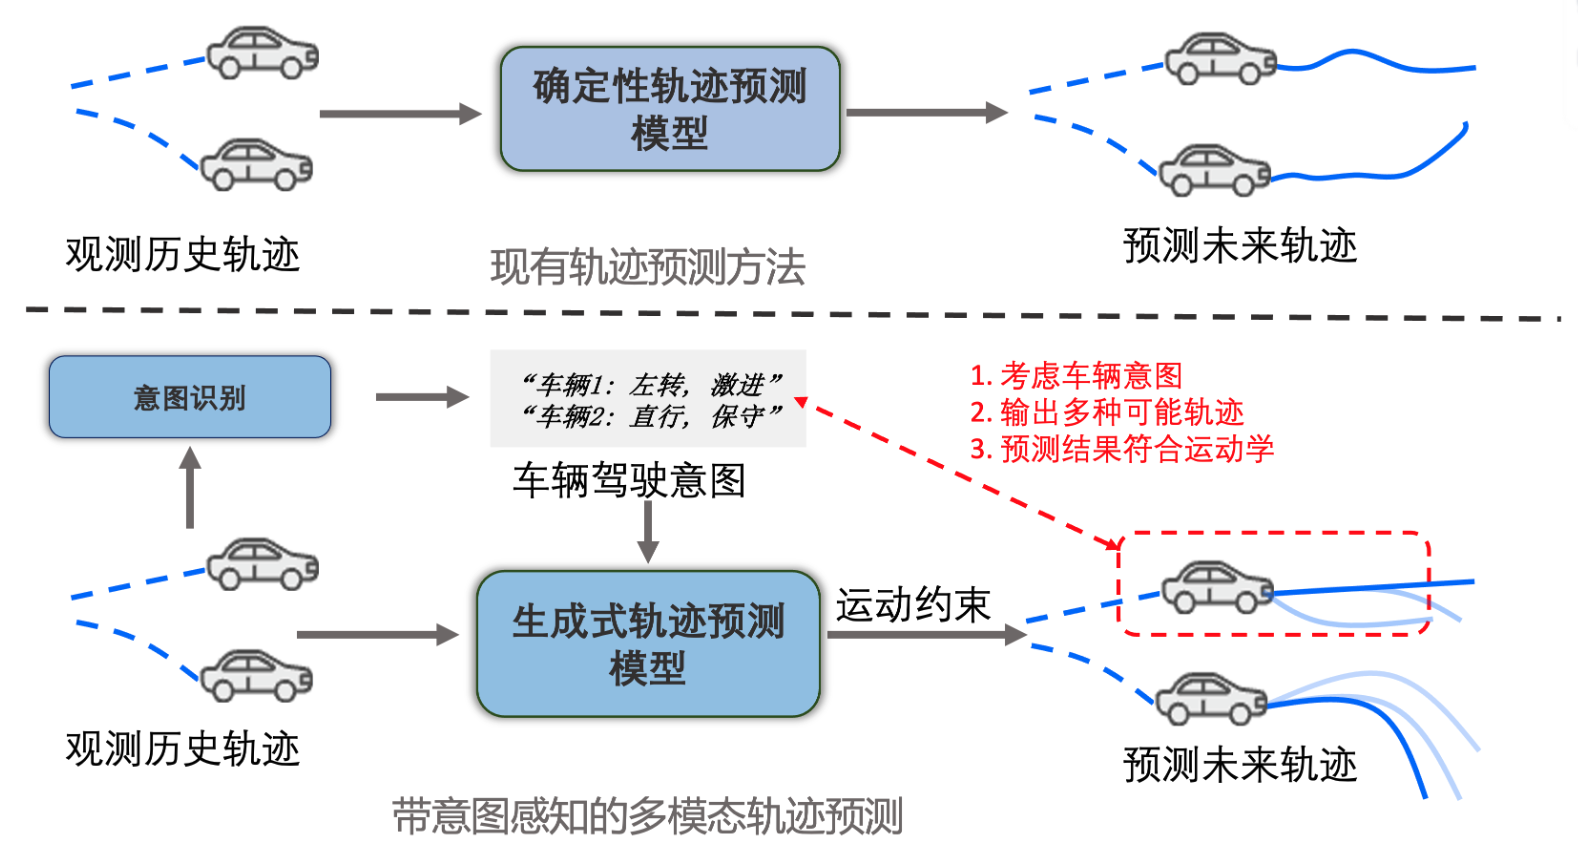 确定性轨迹预测
模型
观测历史轨迹
预测未来轨迹
现有轨迹预测方法
意图识别
“车辆1：左转，激进”
“车辆2：直行，保守”
车辆驾驶意图
1. 考虑车辆意图
2. 输出多种可能轨迹
3. 预测结果符合运动学
生成式轨迹预测
模型
运动约束
观测历史轨迹
预测未来轨迹
带意图感知的多模态轨迹预测